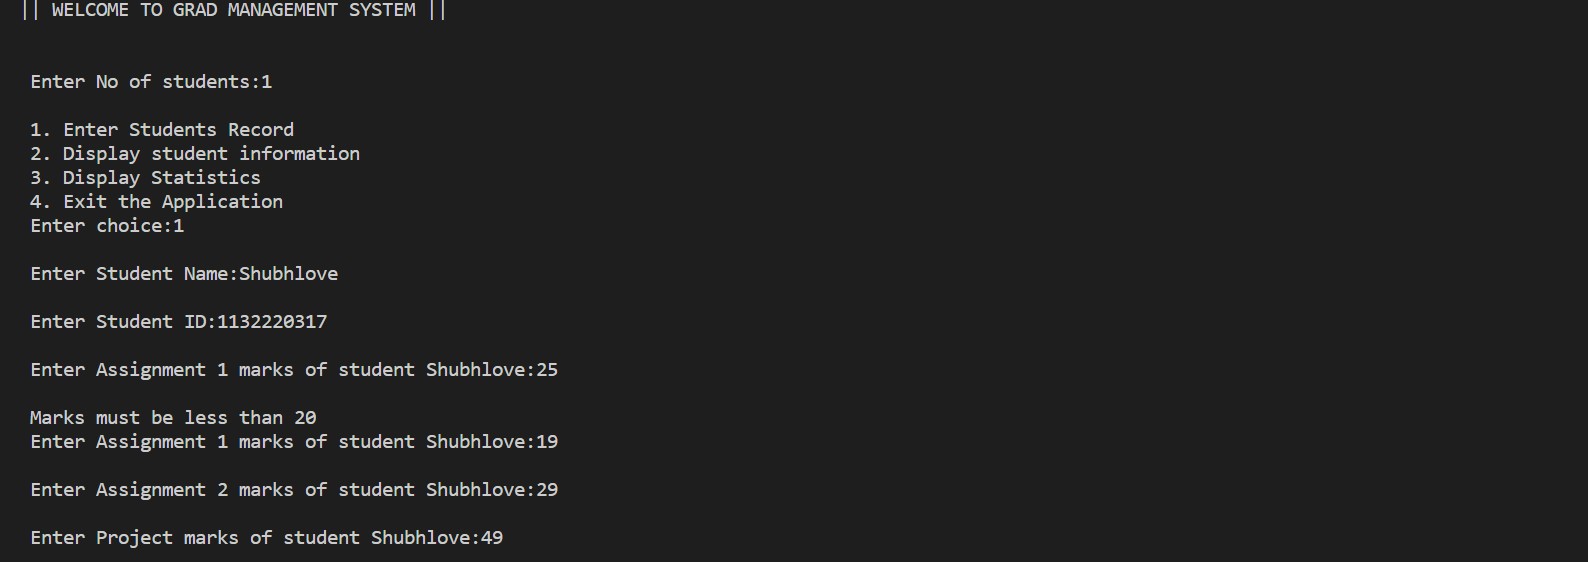 || WELCOME TO GRAD MANAGEMENT SYSTEM ||
Enter No of students:1
1. Enter Students Record
2. Display student information
3. Display Statistics
4. Exit the Application
Enter choice:1
Enter Student Name:Shubhlove
Enter Student ID:1132220317
Enter Assignment 1 marks of student Shubhlove:25
Marks must be less than 20
Enter Assignment 1 marks of student Shubhlove:19
Enter Assignment 2 marks of student Shubhlove:29
Enter Project marks of student Shubhlove:49